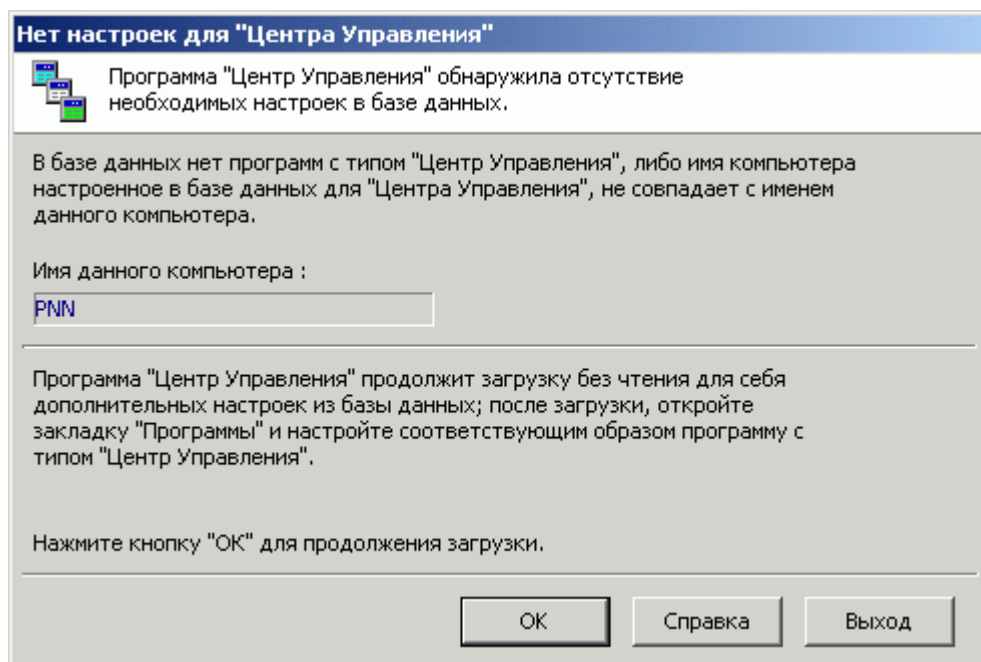 Нет настроек для "Центра Управления"
Программа "Центр Управления" обнаружила отсутствие
необходимых настроек в базе данных.
В базе данных нет программ с типом "Центр Управления", либо имя компьютера
настроенное в базе данных для "Центра Управления", не совпадает с именем
данного компьютера.
Имя данного компьютера :
PNN
Программа "Центр Управления" продолжит загрузку без чтения для себя
дополнительных настроек из базы данных; после загрузки, откройте
закладку "Программы" и настройте соответствующим образом программу с
типом "Центр Управления".
Нажмите кнопку "ОК" для продолжения загрузки.
ОК
Справка
Выход